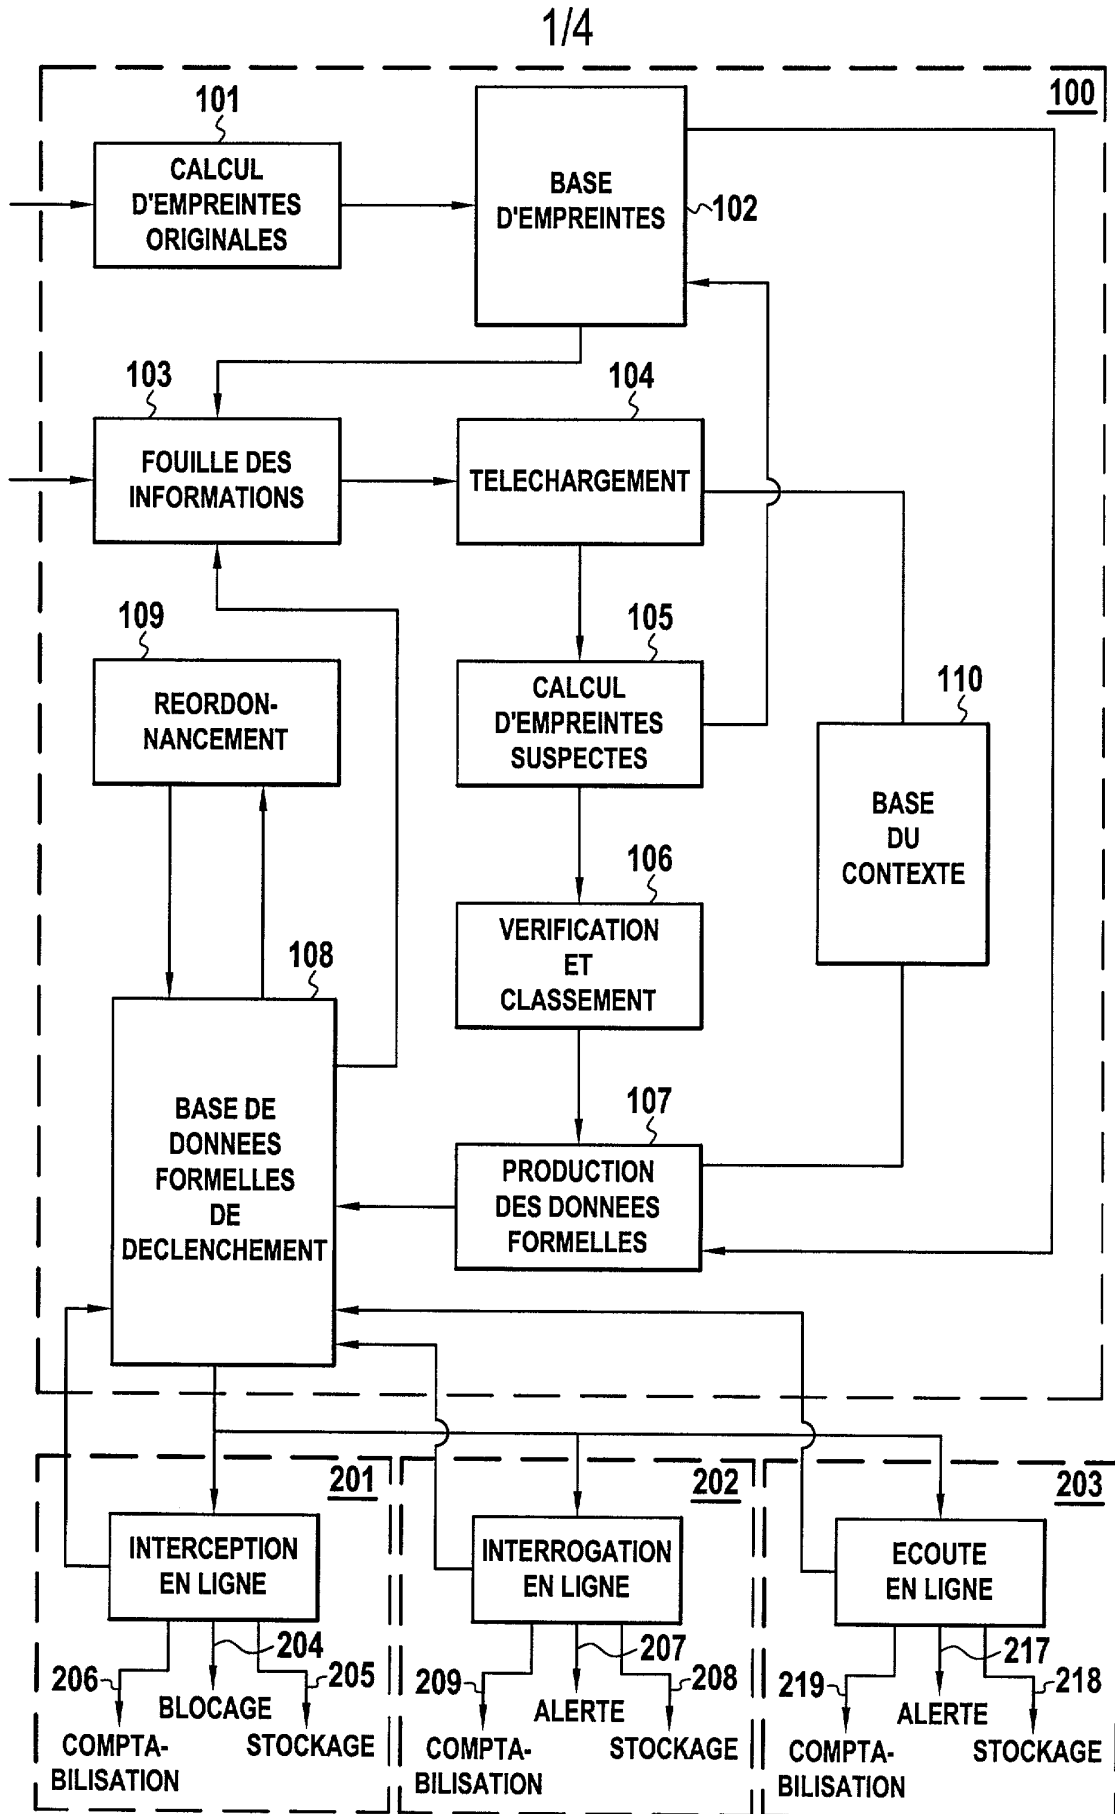 1/4
100
101
CALCUL
D'EMPREINTES
ORIGINALES
BASE
D'EMPREINTES
102
103
FOUILLE DES
INFORMATIONS
104
TELECHARGEMENT
109
REORDON-
NANCEMENT
105
CALCUL
D'EMPREINTES
SUSPECTES
110
BASE
DU
CONTEXTE
106
VERIFICATION
ET
CLASSEMENT
108
BASE DE
DONNEES
FORMELLES
DE
DECLENCHEMENT
107
PRODUCTION
DES DONNEES
FORMELLES
201
INTERCEPTION
EN LIGNE
206
204
205
BLOCAGE
COMPTA-
BILISATION
STOCKAGE
202
INTERROGATION
EN LIGNE
209
207
208
ALERTE
COMPTA-
BILISATION
STOCKAGE
203
ECOUTE
EN LIGNE
219
217
218
ALERTE
COMPTA-
BILISATION
STOCKAGE